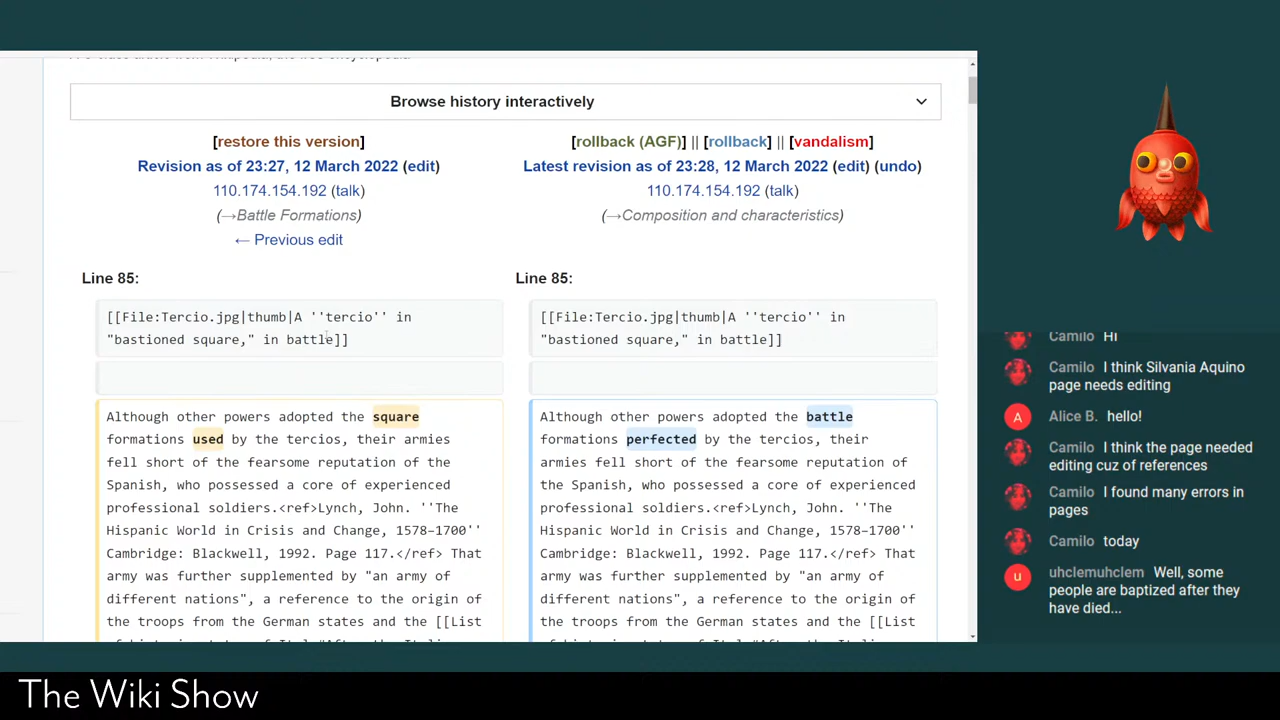 Browse history interactively
[restore this version]
Revision as of 23:27, 12 March 2022 (edit)
110.174.154.192 (talk)
(→Battle Formations)
← Previous edit
[rollback (AGF)] || [rollback] || [vandalism]
Latest revision as of 23:28, 12 March 2022 (edit) (undo)
110.174.154.192 (talk)
(→Composition and characteristics)
Line 85:
[[File:Tercio.jpg|thumb|A ''tercio'' in
"bastioned square," in battle]]
Although other powers adopted the square
formations used by the tercios, their armies
fell short of the fearsome reputation of the
Spanish, who possessed a core of experienced
professional soldiers.<ref>Lynch, John. ''The
Hispanic World in Crisis and Change, 1578–1700''
Cambridge: Blackwell, 1992. Page 117.</ref> That
army was further supplemented by "an army of
different nations", a reference to the origin of
the troops from the German states and the [[List
Line 85:
[[File:Tercio.jpg|thumb|A ''tercio'' in
"bastioned square," in battle]]
Although other powers adopted the battle
formations perfected by the tercios, their
armies fell short of the fearsome reputation of
the Spanish, who possessed a core of experienced
professional soldiers.<ref>Lynch, John. ''The
Hispanic World in Crisis and Change, 1578–1700''
Cambridge: Blackwell, 1992. Page 117.</ref> That
army was further supplemented by "an army of
different nations", a reference to the origin of
the troops from the German states and the [[List
Camilo Hi
Camilo I think Silvania Aquino
page needs editing
A
Alice B. hello!
Camilo I think the page needed
editing cuz of references
Camilo I found many errors in
pages
Camilo today
u
uhclemuhclem Well, some
people are baptized after they
have died...
The Wiki Show